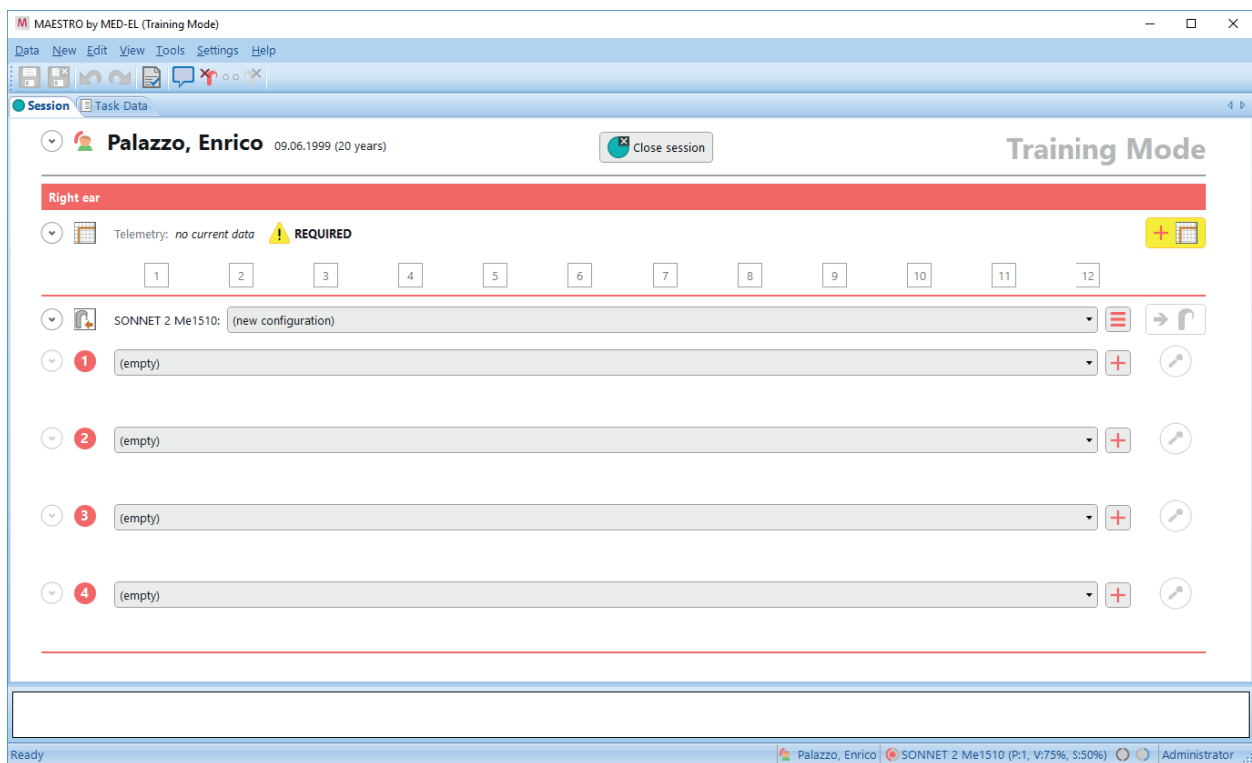 M MAESTRO by MED-EL (Training Mode)
Data New Edit View Tools Settings Help
Session Task Data
Palazzo, Enrico 09.06.1999 (20 years) Close session Training Mode
Right ear
Telemetry: no current data REQUIRED
1 2 3 4 5 6 7 8 9 10 11 12
SONNET 2 Me1510: (new configuration)
1 (empty)
2 (empty)
3 (empty)
4 (empty)
Ready Palazzo, Enrico SONNET 2 Me1510 (P:1, V:75%, S:50%) Administrator